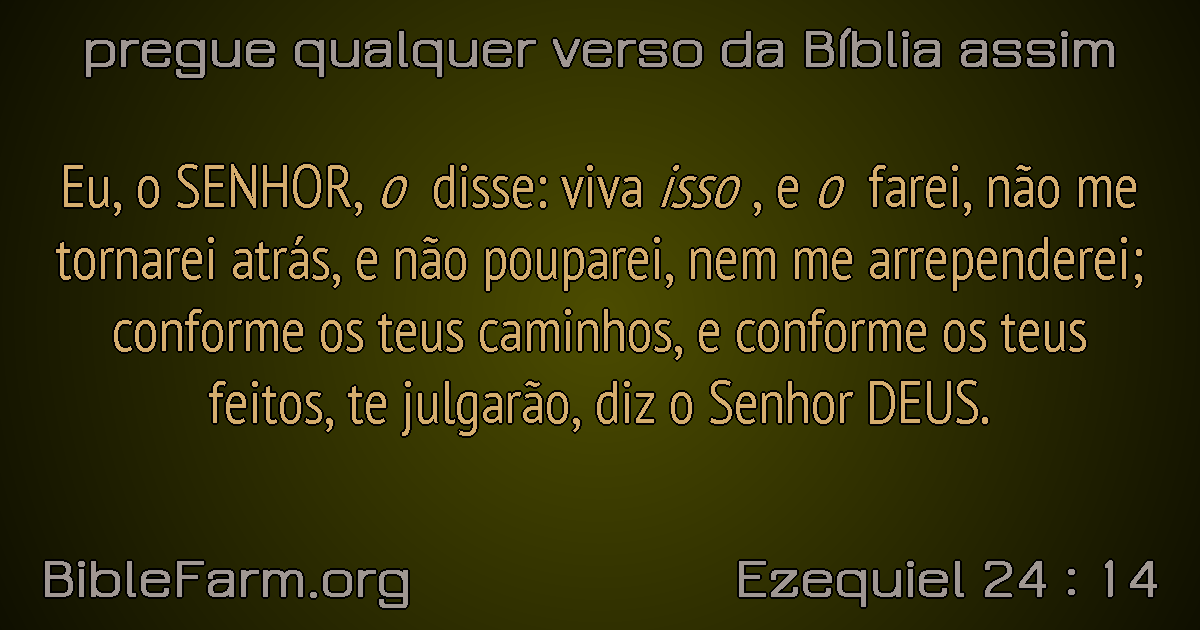 pregue qualquer verso da Bíblia assim
Eu, o SENHOR, o disse: viva isso , e o farei, não me
tornarei atrás, e não pouparei, nem me arrependerei;
conforme os teus caminhos, e conforme os teus
feitos, te julgarão, diz o Senhor DEUS.
BibleFarm.org
Ezequiel 24 : 14